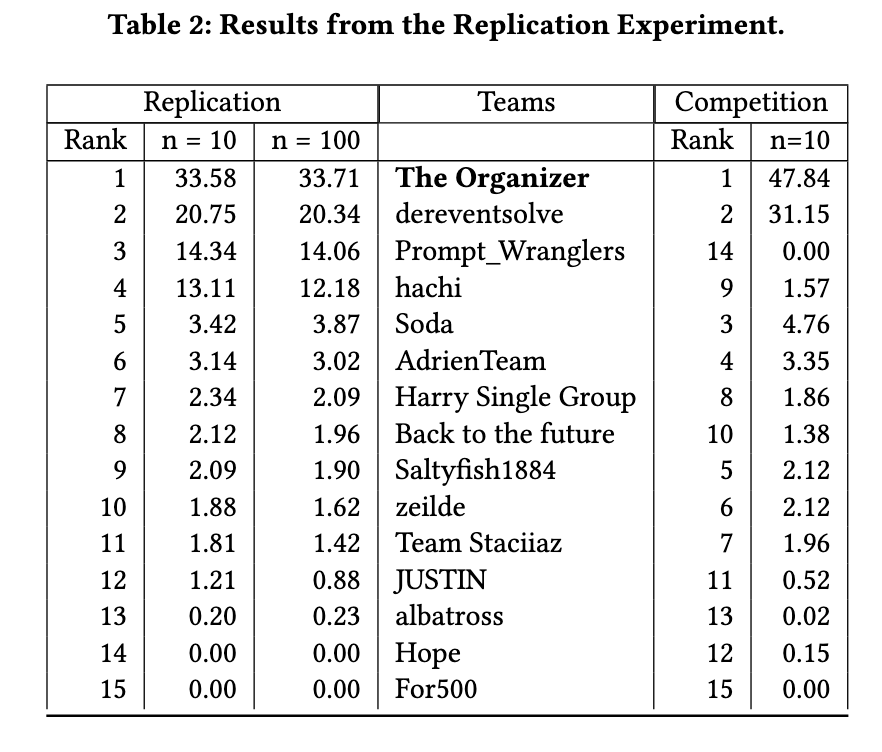 Table 2: Results from the Replication Experiment.
Replication Teams Competition
Rank n = 10 n = 100 Rank n=10
1 33.58 33.71 The Organizer 1 47.84
2 20.75 20.34 dereventsolve 2 31.15
3 14.34 14.06 Prompt_Wranglers 14 0.00
4 13.11 12.18 hachi 9 1.57
5 3.42 3.87 Soda 3 4.76
6 3.14 3.02 AdrienTeam 4 3.35
7 2.34 2.09 Harry Single Group 8 1.86
8 2.12 1.96 Back to the future 10 1.38
9 2.09 1.90 Saltyfish1884 5 2.12
10 1.88 1.62 zeilde 6 2.12
11 1.81 1.42 Team Staciiaz 7 1.96
12 1.21 0.88 JUSTIN 11 0.52
13 0.20 0.23 albatross 13 0.02
14 0.00 0.00 Hope 12 0.15
15 0.00 0.00 For500 15 0.00